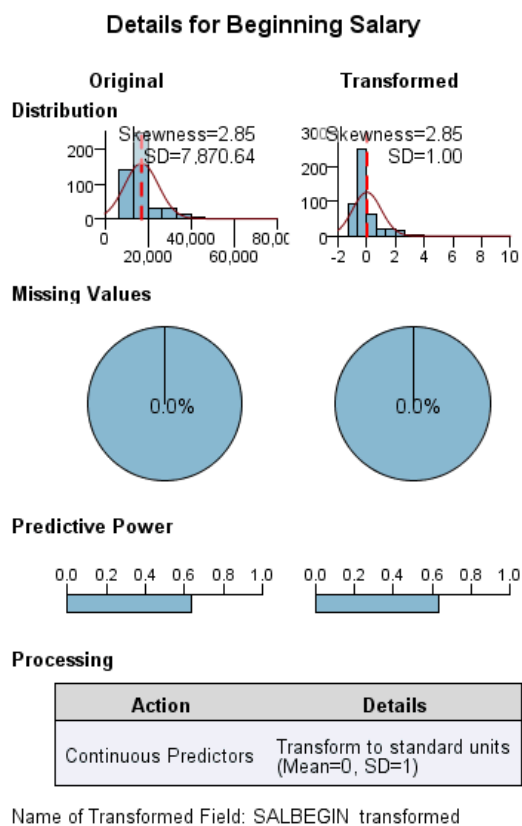 Details for Beginning Salary
Original Transformed
Distribution
Skewness=2.85
SD=7,870.64
200
100
0
0 40,000 80,0
20,000 60,000
300 Skewness=2.85
SD=1.00
200
100
0
-2 0 2 4 6 8 10
Missing Values
0.0% 0.0%
Predictive Power
0.0 0.2 0.4 0.6 0.8 1.0 0.0 0.2 0.4 0.6 0.8 1.0
Processing
Action Details
Continuous Predictors Transform to standard units
(Mean=0, SD=1)
Name of Transformed Field: SALBEGIN_transformed